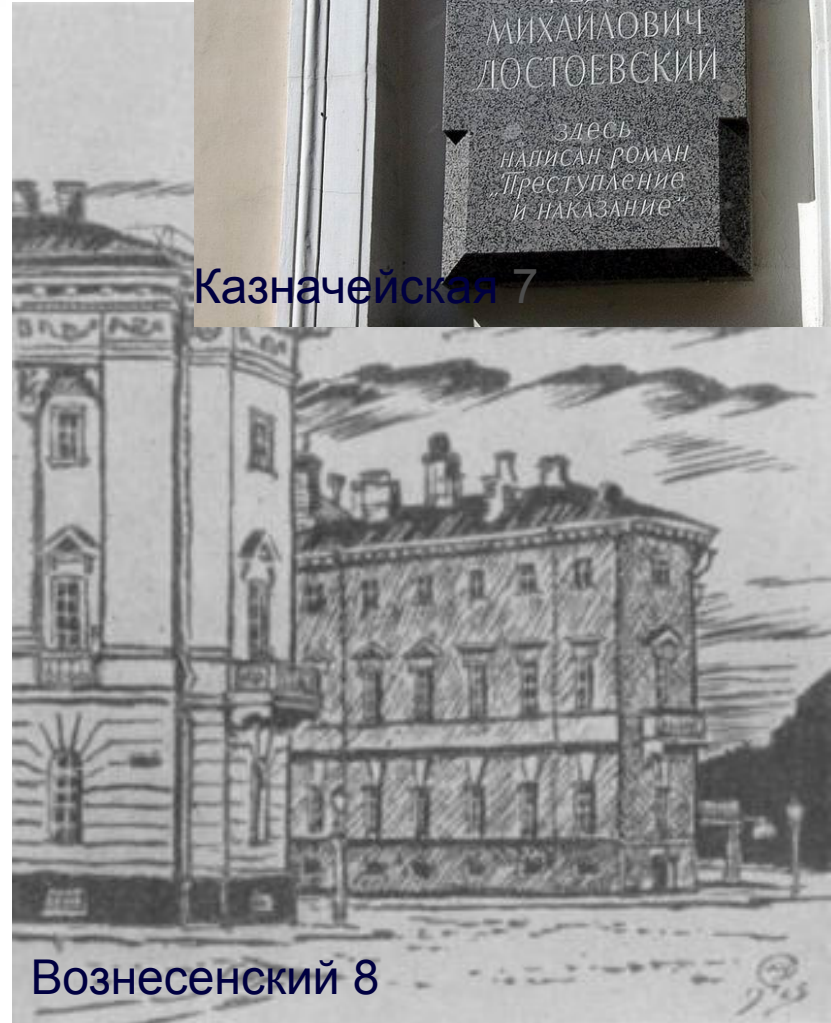 МИХАЙЛОВИЧ
ДОСТОЕВСКИЙ
здесь
написан роман
„Преступление
и наказание“
Казначейская 7
Вознесенский 8